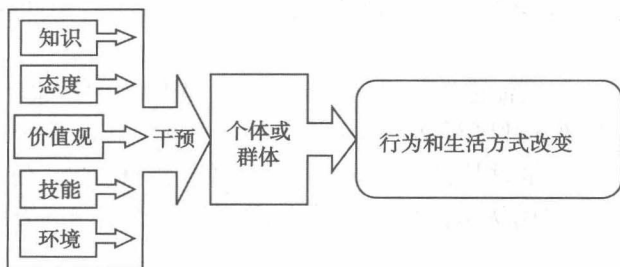 知识
态度
价值观
技能
环境
干预
个体或
群体
行为和生活方式改变